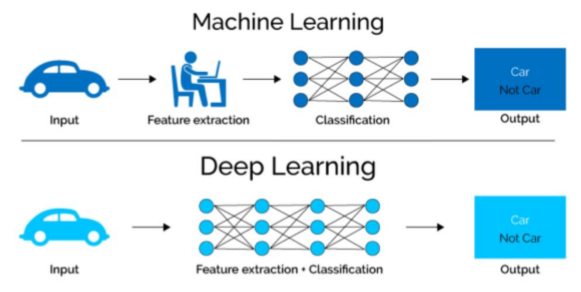 Machine Learning
Input
Feature extraction
Classification
Car
Not Car
Output
Deep Learning
Input
Feature extraction + Classification
Car
Not Car
Output